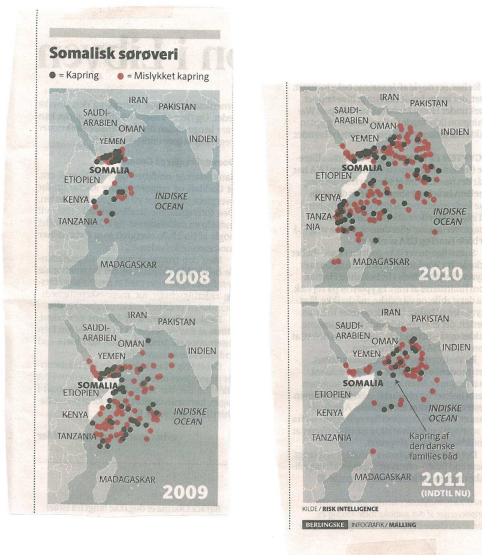 Somalisk sørøveri
= Kapring = Mislykket kapring
IRAN
PAKISTAN
SAUDI-
ARABIEN
OMAN
INDIEN
YEMEN
SOMALIA
ETIOPIEN
KENYA
INDISKE
OCEAN
TANZANIA
MADAGASKAR
2008
IRAN
PAKISTAN
SAUDI-
ARABIEN
OMAN
INDIEN
YEMEN
SOMALIA
ETIOPIEN
KENYA
INDISKE
OCEAN
TANZANIA
MADAGASKAR
2009
IRAN
PAKISTAN
SAUDI-
ARABIEN
OMAN
INDIEN
YEMEN
SOMALIA
ETIOPIEN
KENYA
TANZA
NIA
INDISKE
OCEAN
MADAGASKAR
2010
IRAN
PAKISTAN
SAUDI-
ARABIEN
OMAN
INDIEN
YEMEN
SOMALIA
ETIOPIEN
KENYA
INDISKE
OCEAN
TANZANIA
Kapring af
den danske
families båd
MADAGASKAR
2011
(INDTIL NU)
KILDE / RISK INTELLIGENCE
BERLINGSKE INFOGRAFIK / MALLING